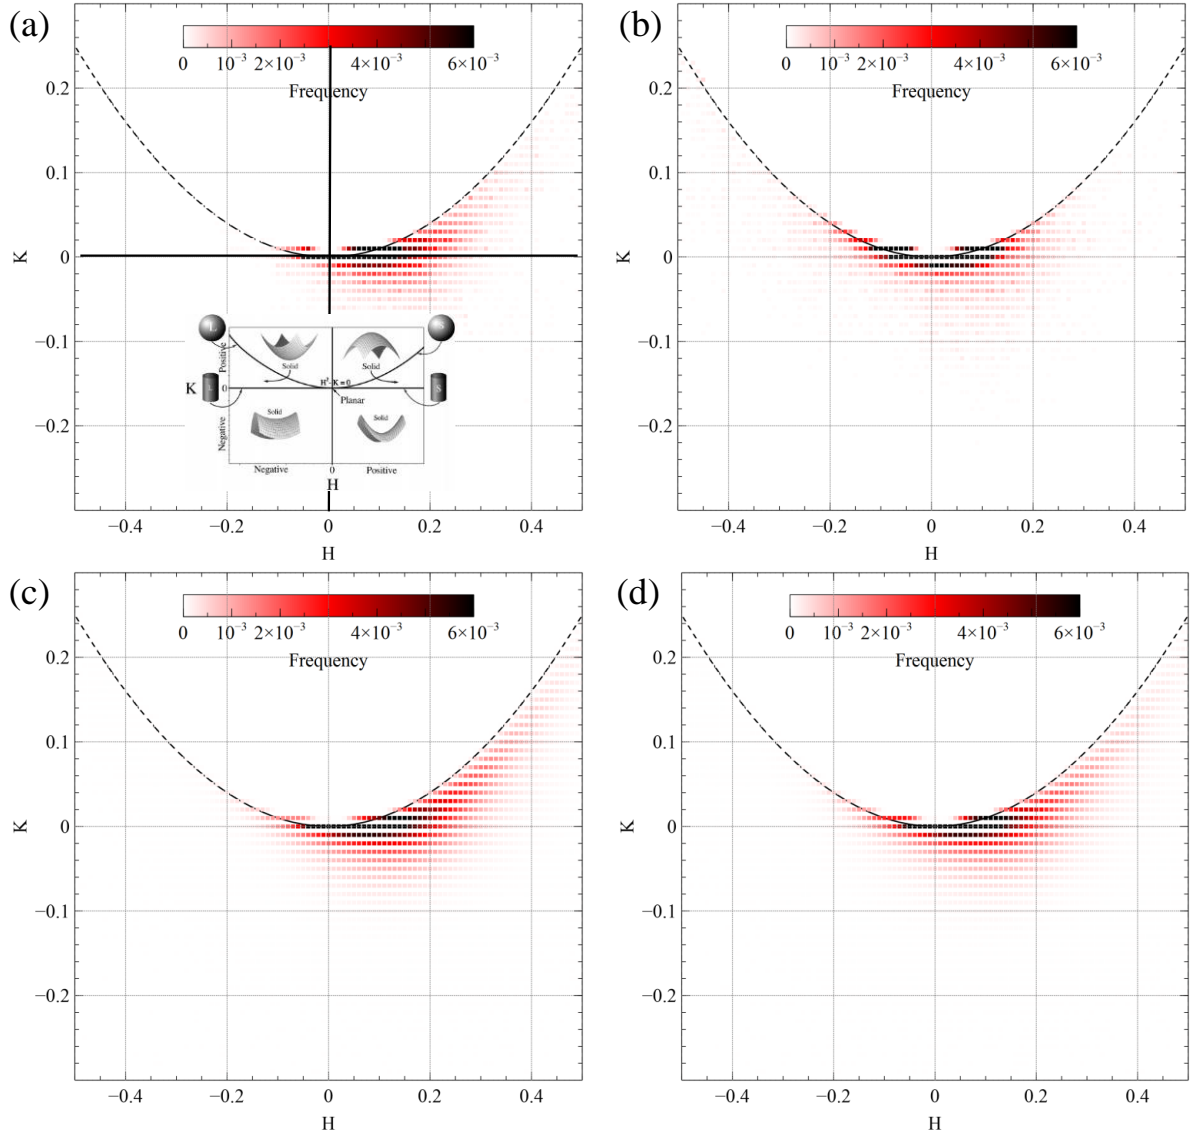 (a)
0 10⁻³ 2×10⁻³ 4×10⁻³ 6×10⁻³
Frequency
0.2
0.1
0
−0.1
−0.2
K
−0.4 −0.2 0 0.2 0.4
H
L
S
Positive
Solid
Solid
H²-K=0
K
0
L
S
Planar
Negative
Solid
Solid
Negative
0
Positive
H
(b)
0 10⁻³ 2×10⁻³ 4×10⁻³ 6×10⁻³
Frequency
0.2
0.1
0
−0.1
−0.2
K
−0.4 −0.2 0 0.2 0.4
H
(c)
0 10⁻³ 2×10⁻³ 4×10⁻³ 6×10⁻³
Frequency
0.2
0.1
0
−0.1
−0.2
K
−0.4 −0.2 0 0.2 0.4
H
(d)
0 10⁻³ 2×10⁻³ 4×10⁻³ 6×10⁻³
Frequency
0.2
0.1
0
−0.1
−0.2
K
−0.4 −0.2 0 0.2 0.4
H